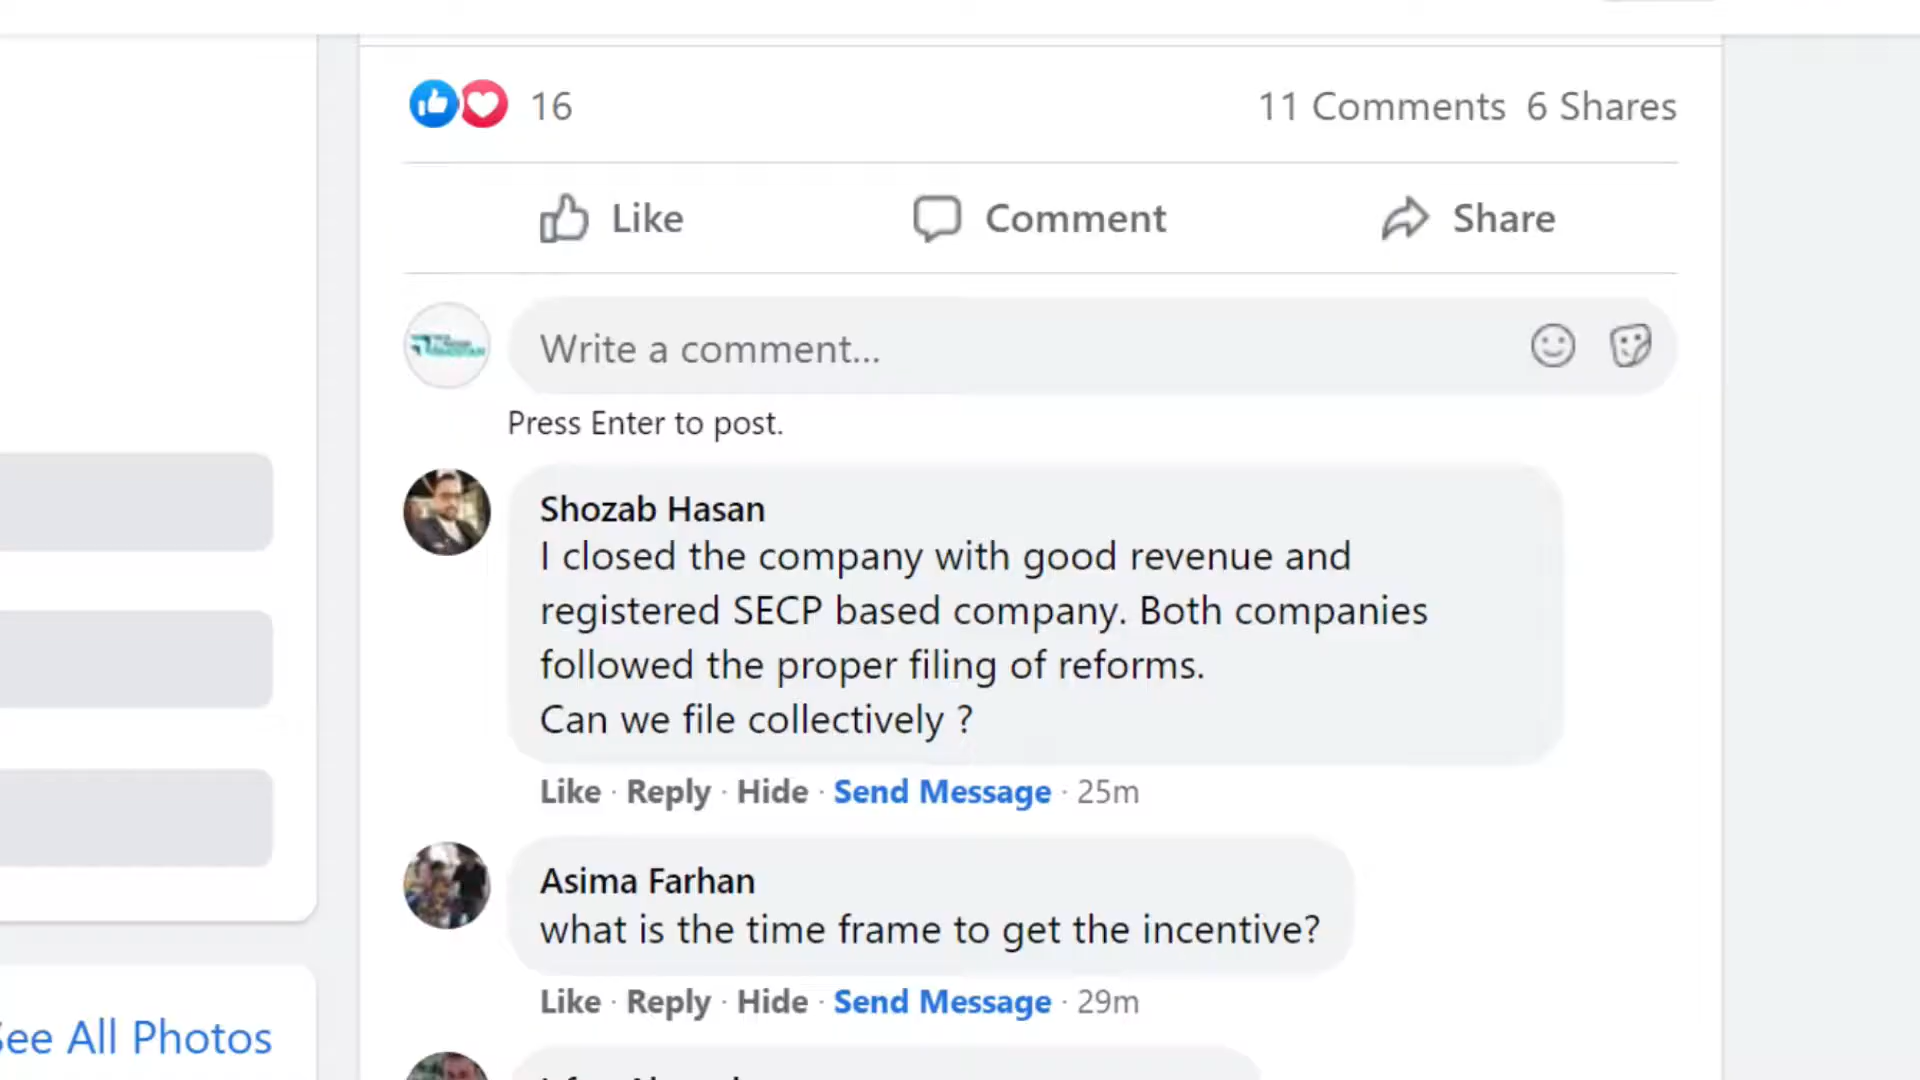 16
11 Comments 6 Shares
Like Comment Share
Write a comment...
Press Enter to post.
Shozab Hasan
I closed the company with good revenue and
registered SECP based company. Both companies
followed the proper filing of reforms.
Can we file collectively ?
Like · Reply · Hide · Send Message · 25m
Asima Farhan
what is the time frame to get the incentive?
Like · Reply · Hide · Send Message · 29m
See All Photos